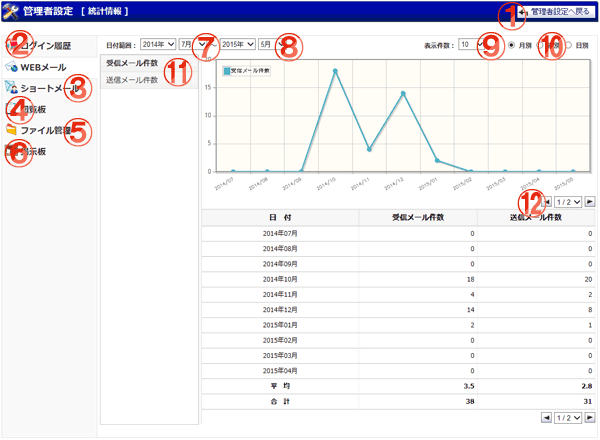 管理者設定 [ 統計情報 ]
① 管理者設定へ戻る
② ログイン履歴
WEBメール
ショートメール ③
④ 回覧板
ファイル管理 ⑤
⑥ 掲示板
日付範囲： 2014年 7月 ⑦ ～ 2015年 5月 ⑧
表示件数： 10 ⑨ 月別 ⑩ 日別
受信メール件数
送信メール件数 ⑪
受信メール件数
20
15
10
5
0
2014/07 2014/08 2014/09 2014/10 2014/11 2014/12 2015/01 2015/02 2015/03 2015/04 2015/05
⑫ 1 / 2
日 付 受信メール件数 送信メール件数
2014年07月 0 0
2014年08月 0 0
2014年09月 0 0
2014年10月 18 20
2014年11月 4 2
2014年12月 14 8
2015年01月 2 1
2015年02月 0 0
2015年03月 0 0
2015年04月 0 0
平 均 3.5 2.8
合 計 38 31
1 / 2